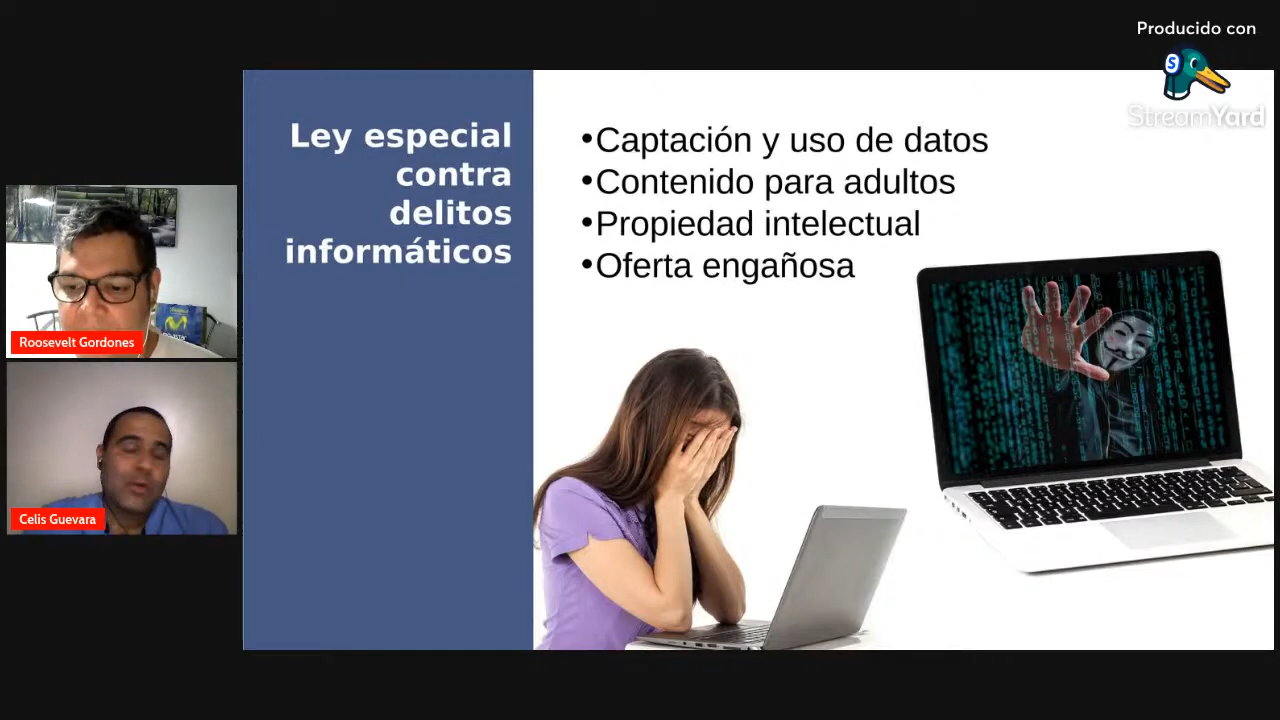 Producido con
StreamYard
Ley especial
contra
delitos
informáticos
•Captación y uso de datos
•Contenido para adultos
•Propiedad intelectual
•Oferta engañosa
Roosevelt Gordones
Celis Guevara